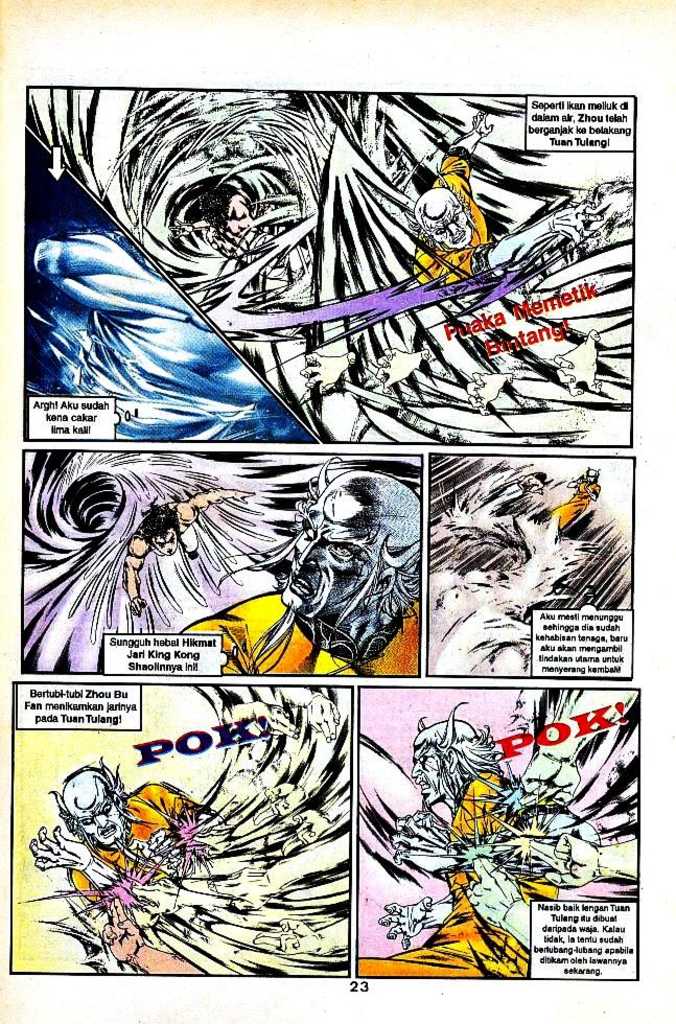 Seperti ikan meliuk di
dalam air, Zhou telah
berganjak ke belakang
Tuan Tulang!
Puaka Memetik
Bintang!
Argh! Aku sudah
kena cakar
lima kali!
Sungguh hebat Hikmat
Jari King Kong
Shaolinnya ini!
Aku mesti menunggu
sehingga dia sudah
kehabisan tenaga, baru
aku akan mengambil
tindakan utama untuk
menyerang kembali!
Bertubi-tubi Zhou Bu
Fan menikamkan jarinya
pada Tuan Tulang!
POK!
POK!
Nasib baik lengan Tuan
Tulang itu dibuat
daripada waja. Kalau
tidak, ia tentu sudah
berlubang-lubang apabila
ditikam oleh lawannya
sekarang.
23